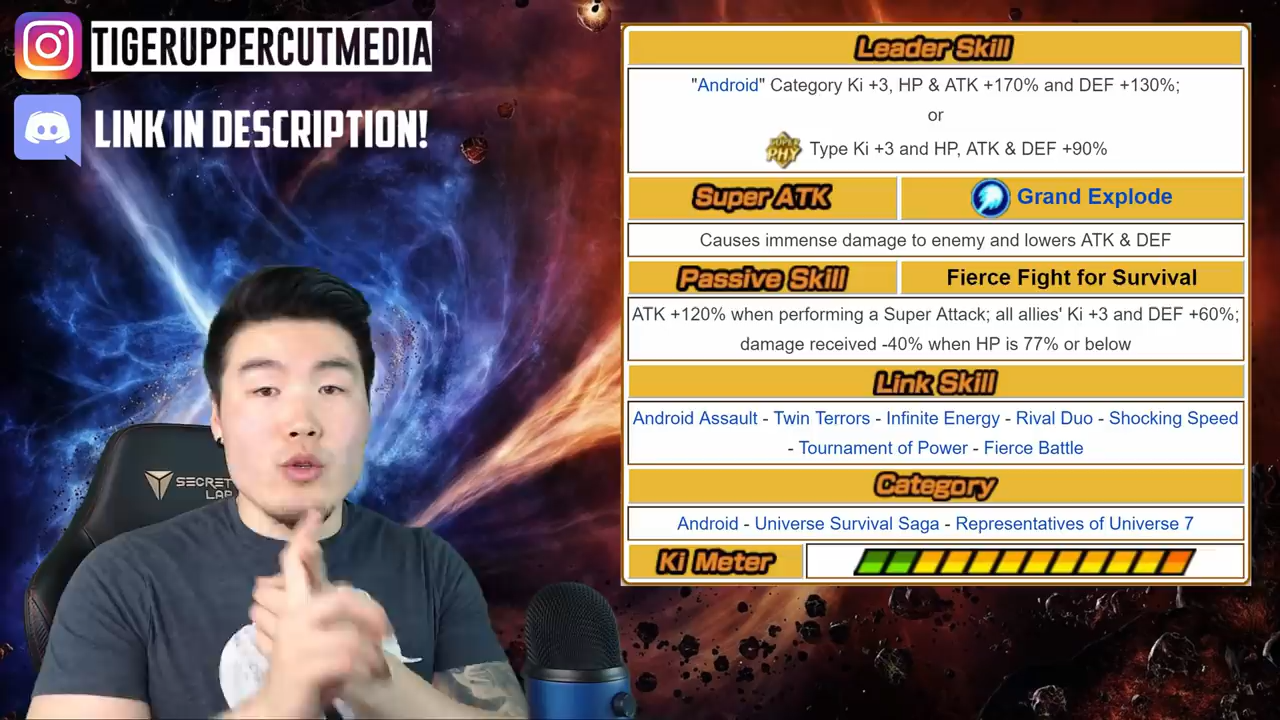 TIGERUPPERCUTMEDIA
LINK IN DESCRIPTION!
SECRET
LAB
Leader Skill
"Android" Category Ki +3, HP & ATK +170% and DEF +130%;
or
SUPER PHY Type Ki +3 and HP, ATK & DEF +90%
Super ATK
Grand Explode
Causes immense damage to enemy and lowers ATK & DEF
Passive Skill
Fierce Fight for Survival
ATK +120% when performing a Super Attack; all allies' Ki +3 and DEF +60%;
damage received -40% when HP is 77% or below
Link Skill
Android Assault - Twin Terrors - Infinite Energy - Rival Duo - Shocking Speed
- Tournament of Power - Fierce Battle
Category
Android - Universe Survival Saga - Representatives of Universe 7
Ki Meter